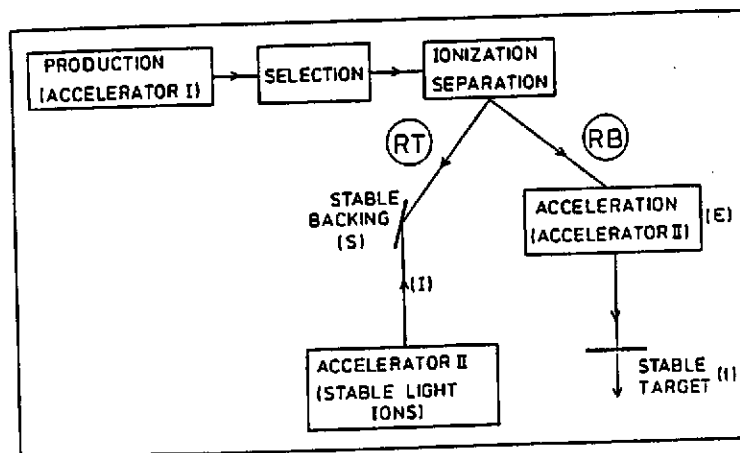 PRODUCTION
(ACCELERATOR I)
SELECTION
IONIZATION
SEPARATION
RT
RB
STABLE
BACKING
(S)
ACCELERATION
(ACCELERATOR II)
(E)
(I)
ACCELERATOR II
(STABLE LIGHT
IONS)
STABLE
TARGET (t)